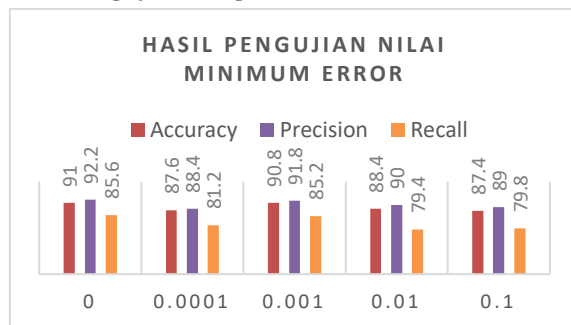 HASIL PENGUJIAN NILAI
MINIMUM ERROR
Accuracy Precision Recall
91 92.2 85.6 87.6 88.4 81.2 90.8 91.8 85.2 88.4 90 79.4 87.4 89 79.8
0 0.0001 0.001 0.01 0.1